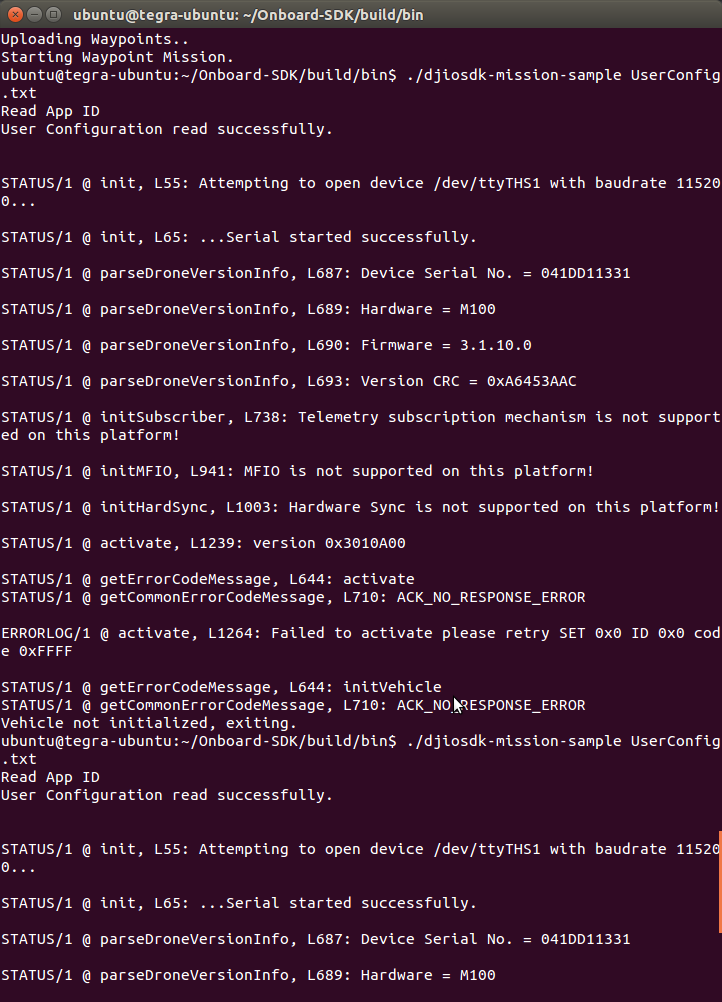 ubuntu@tegra-ubuntu: ~/Onboard-SDK/build/bin
Uploading Waypoints..
Starting Waypoint Mission.
ubuntu@tegra-ubuntu:~/Onboard-SDK/build/bin$ ./djiosdk-mission-sample UserConfig
.txt
Read App ID
User Configuration read successfully.
STATUS/1 @ init, L55: Attempting to open device /dev/ttyTHS1 with baudrate 11520
0...
STATUS/1 @ init, L65: ...Serial started successfully.
STATUS/1 @ parseDroneVersionInfo, L687: Device Serial No. = 041DD11331
STATUS/1 @ parseDroneVersionInfo, L689: Hardware = M100
STATUS/1 @ parseDroneVersionInfo, L690: Firmware = 3.1.10.0
STATUS/1 @ parseDroneVersionInfo, L693: Version CRC = 0xA6453AAC
STATUS/1 @ initSubscriber, L738: Telemetry subscription mechanism is not support
ed on this platform!
STATUS/1 @ initMFIO, L941: MFIO is not supported on this platform!
STATUS/1 @ initHardSync, L1003: Hardware Sync is not supported on this platform!
STATUS/1 @ activate, L1239: version 0x3010A00
STATUS/1 @ getErrorCodeMessage, L644: activate
STATUS/1 @ getCommonErrorCodeMessage, L710: ACK_NO_RESPONSE_ERROR
ERRORLOG/1 @ activate, L1264: Failed to activate please retry SET 0x0 ID 0x0 cod
e 0xFFFF
STATUS/1 @ getErrorCodeMessage, L644: initVehicle
STATUS/1 @ getCommonErrorCodeMessage, L710: ACK_NO_RESPONSE_ERROR
Vehicle not initialized, exiting.
ubuntu@tegra-ubuntu:~/Onboard-SDK/build/bin$ ./djiosdk-mission-sample UserConfig
.txt
Read App ID
User Configuration read successfully.
STATUS/1 @ init, L55: Attempting to open device /dev/ttyTHS1 with baudrate 11520
0...
STATUS/1 @ init, L65: ...Serial started successfully.
STATUS/1 @ parseDroneVersionInfo, L687: Device Serial No. = 041DD11331
STATUS/1 @ parseDroneVersionInfo, L689: Hardware = M100